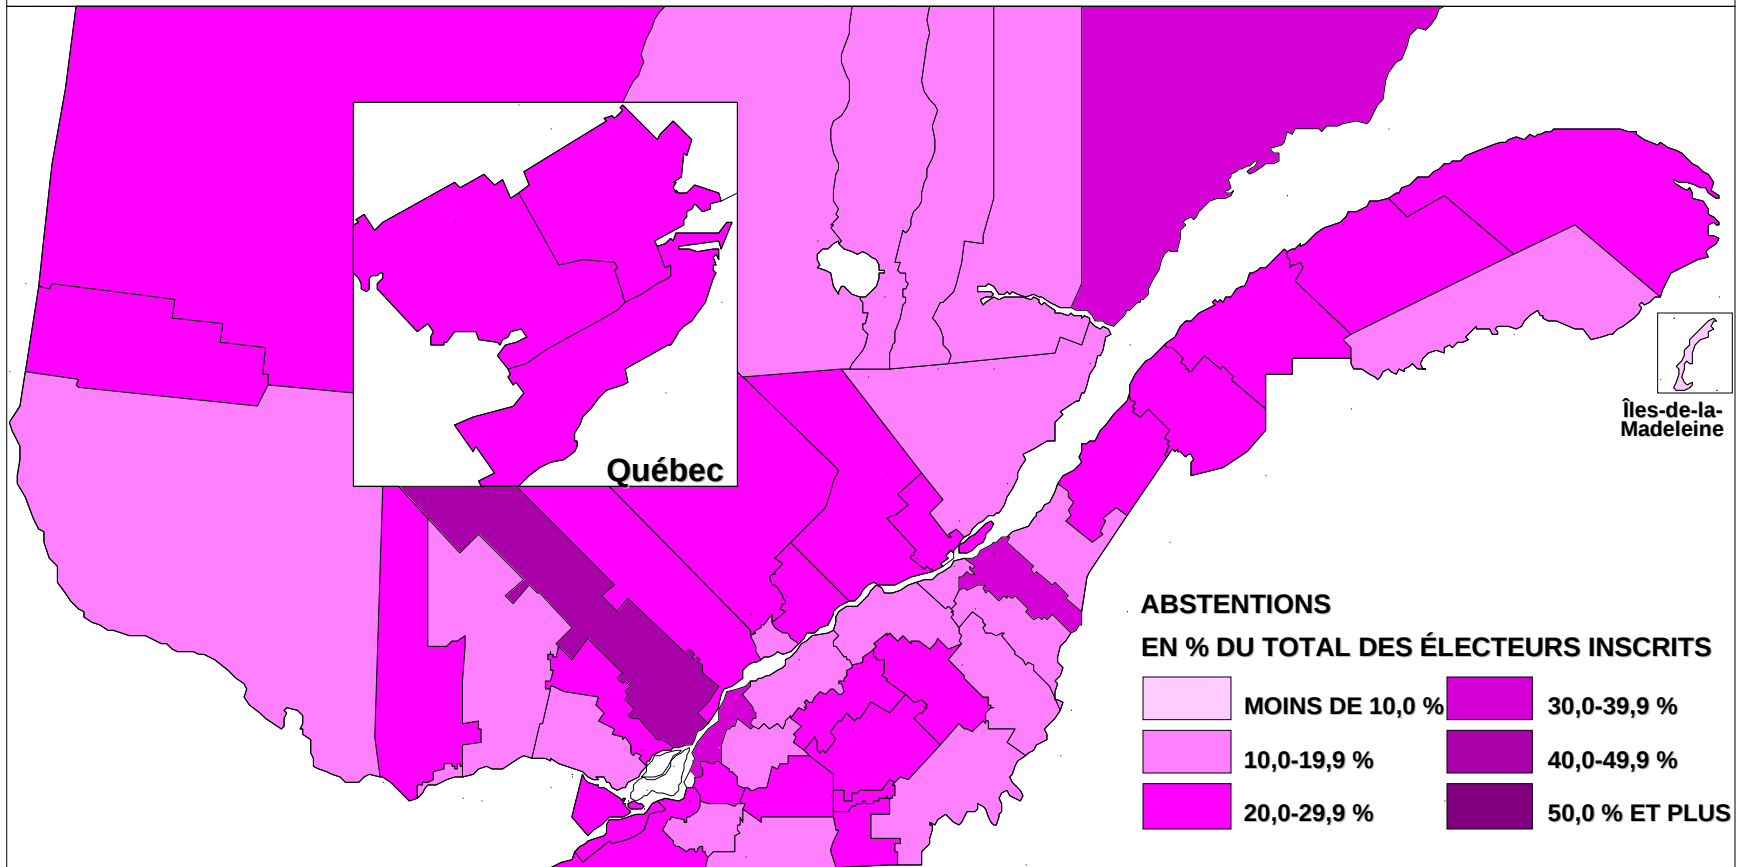 Québec
Îles-de-la-
Madeleine
ABSTENTIONS
EN % DU TOTAL DES ÉLECTEURS INSCRITS
MOINS DE 10,0 %
10,0-19,9 %
20,0-29,9 %
30,0-39,9 %
40,0-49,9 %
50,0 % ET PLUS